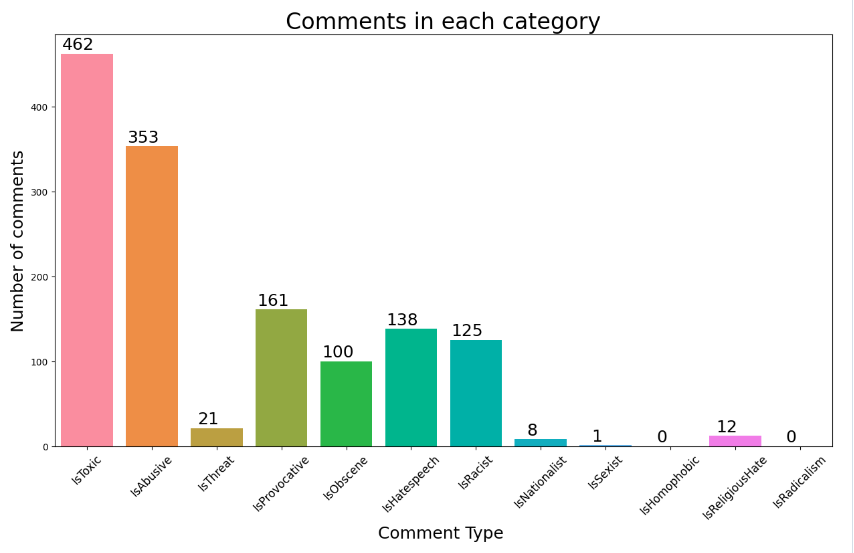 Comments in each category
462
353
21
161
100
138
125
8
1
0
12
0
400
300
200
100
0
Number of comments
IsToxic
IsAbusive
IsThreat
IsProvocative
IsObscene
IsHatespeech
IsRacist
IsNationalist
IsSexist
IsHomophobic
IsReligiousHate
IsRadicalism
Comment Type